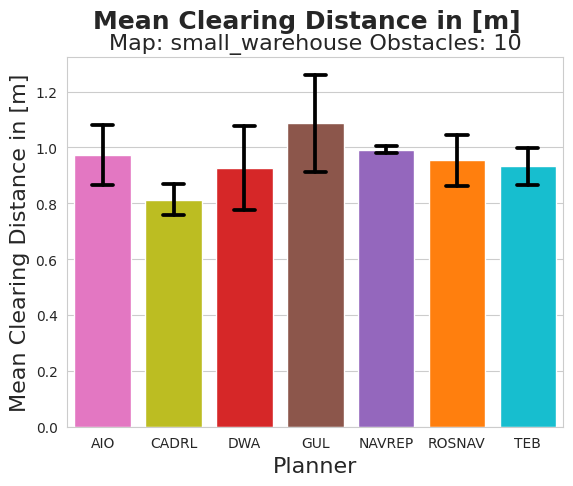 Mean Clearing Distance in [m]
Map: small_warehouse Obstacles: 10
Mean Clearing Distance in [m]
1.2
1.0
0.8
0.6
0.4
0.2
0.0
AIO CADRL DWA GUL NAVREP ROSNAV TEB
Planner